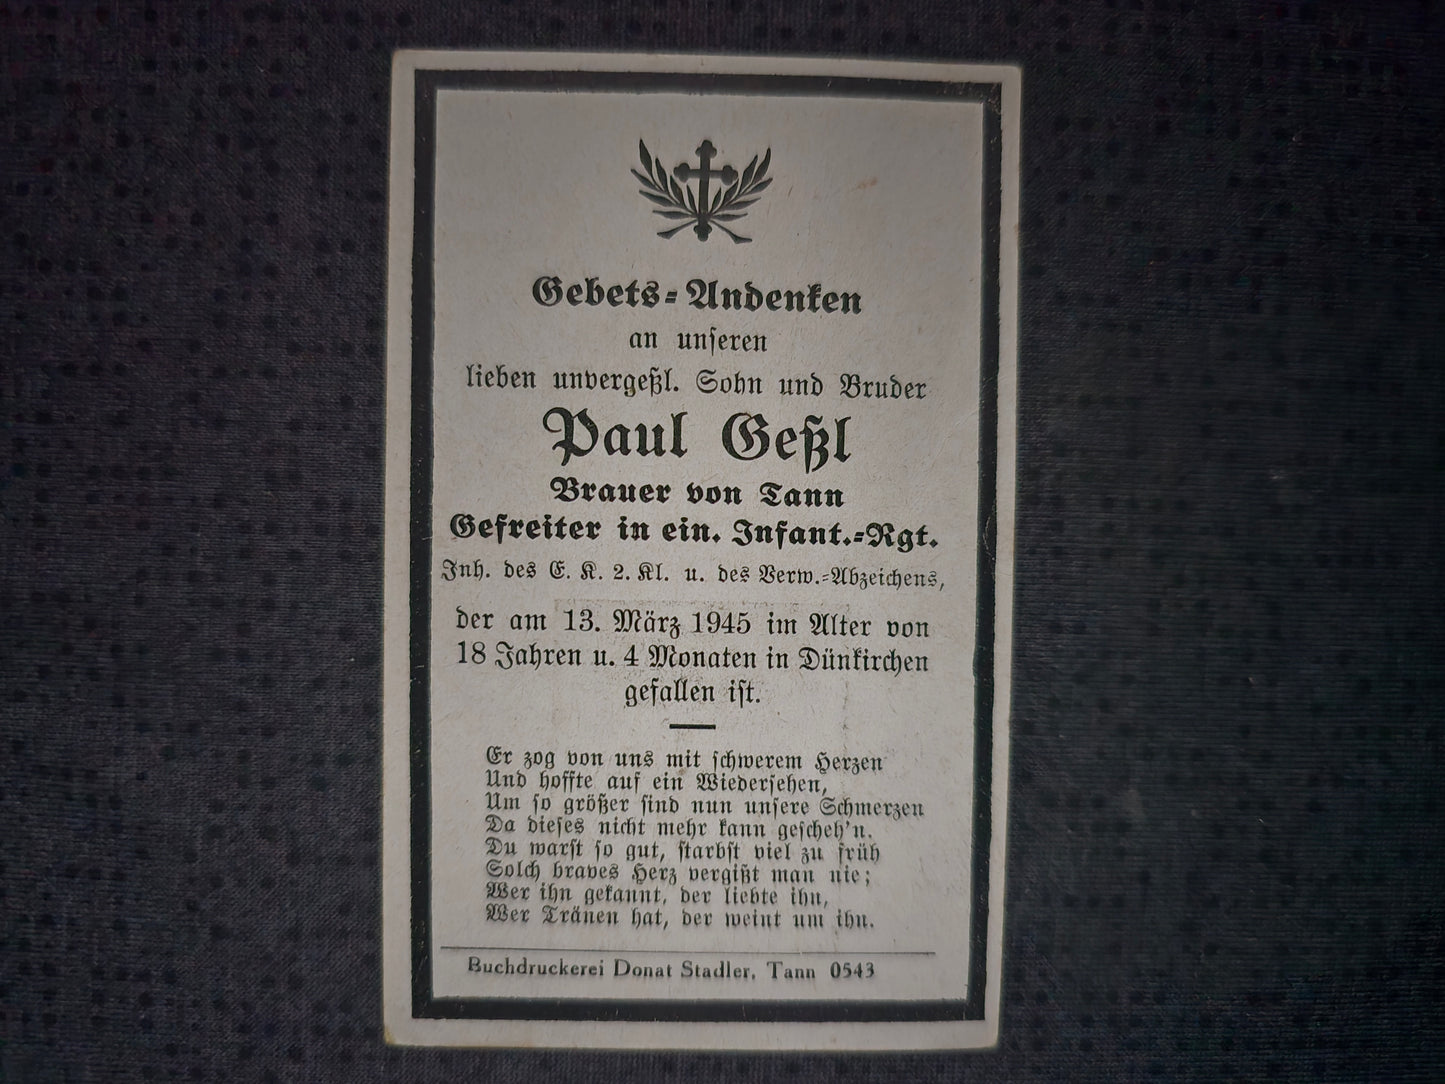 Gebets-Andenken
an unseren
lieben unvergeßl. Sohn und Bruder
Paul Geßl
Brauer von Tann
Gefreiter in ein. Infant.-Rgt.
Inh. des E. K. 2. Kl. u. des Verw.-Abzeichens,
der am 13. März 1945 im Alter von
18 Jahren u. 4 Monaten in Dünkirchen
gefallen ist.
Er zog von uns mit schwerem Herzen
Und hoffte auf ein Wiedersehen,
Um so größer sind nun unsere Schmerzen
Da dieses nicht mehr kann gescheh'n.
Du warst so gut, starbst viel zu früh
Solch braves Herz vergißt man nie;
Wer ihn gekannt, der liebte ihn,
Wer Tränen hat, der weint um ihn.
Buchdruckerei Donat Stadler, Tann 0543